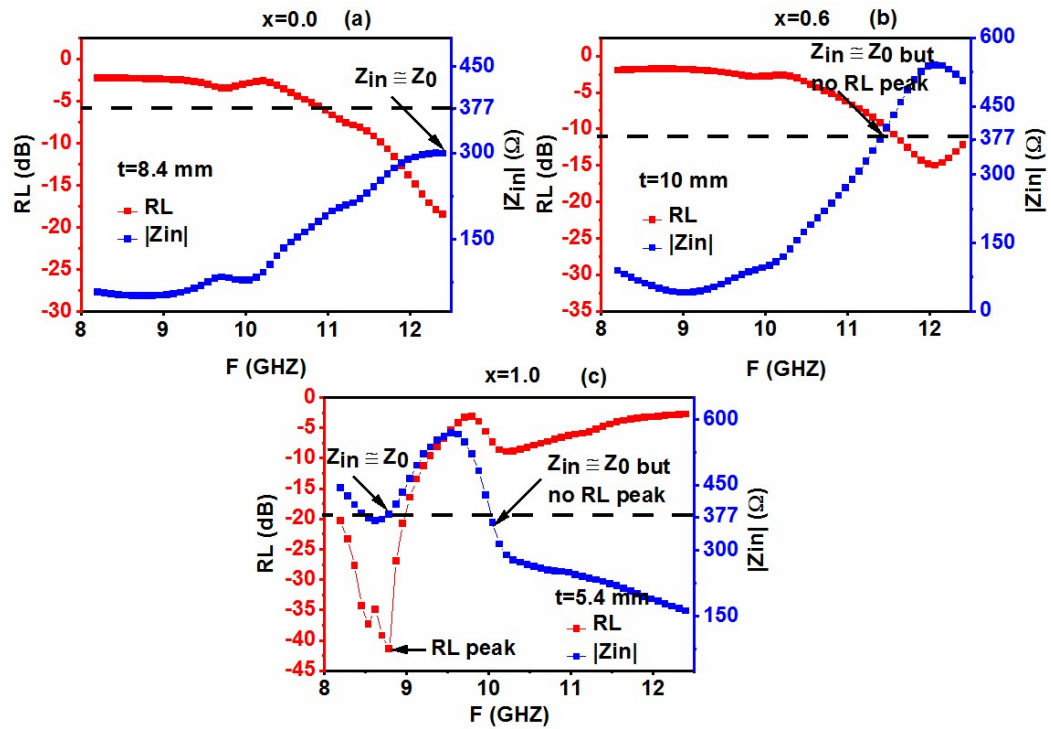 x=0.0 (a)
0
-5
-10
-15
-20
-25
-30
RL (dB)
450
377
300
150
|Zin| (Ω)
Zin ≅ Z0
t=8.4 mm
RL
|Zin|
8 9 10 11 12
F (GHZ)
x=0.6 (b)
0
-5
-10
-15
-20
-25
-30
-35
RL (dB)
600
450
377
300
150
0
|Zin| (Ω)
Zin ≅ Z0 but
no RL peak
t=10 mm
RL
|Zin|
8 9 10 11 12
F (GHZ)
x=1.0 (c)
0
-5
-10
-15
-20
-25
-30
-35
-40
-45
RL (dB)
600
450
377
300
150
|Zin| (Ω)
Zin ≅ Z0
Zin ≅ Z0 but
no RL peak
t=5.4 mm
RL
|Zin|
RL peak
8 9 10 11 12
F (GHZ)